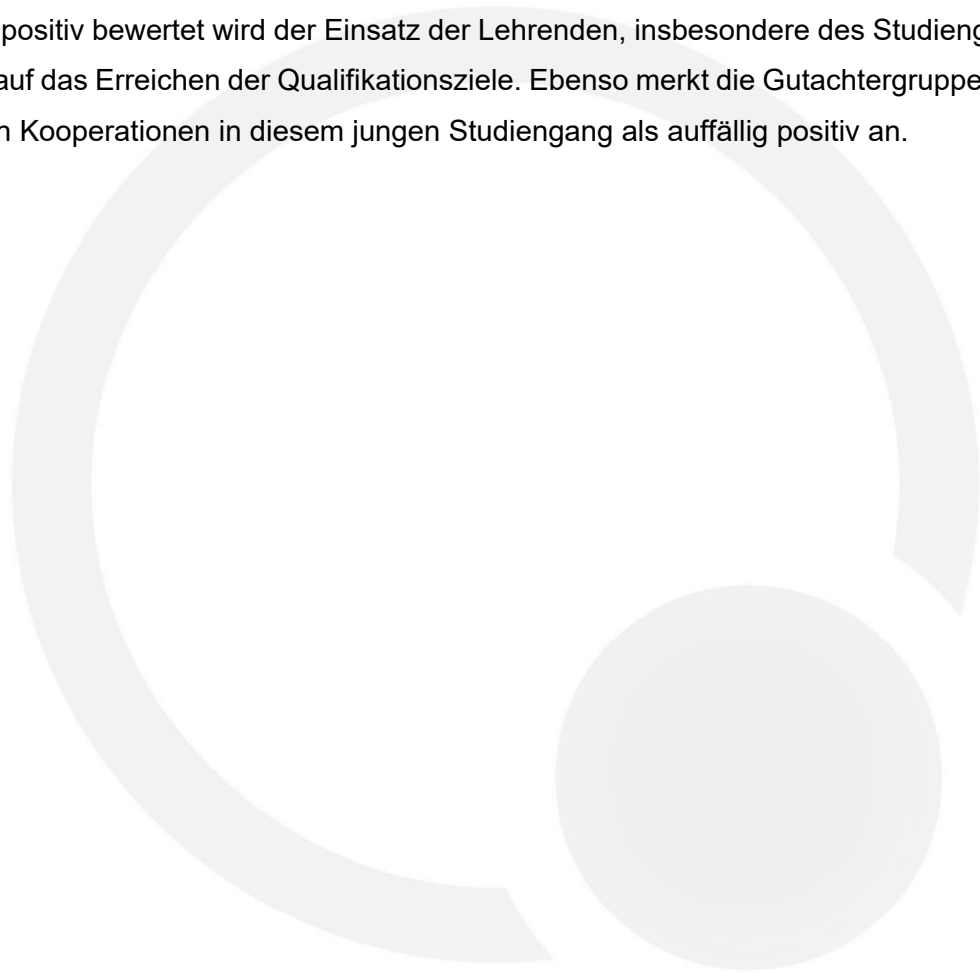 positiv bewertet wird der Einsatz der Lehrenden, insbesondere des Studieng
auf das Erreichen der Qualifikationsziele. Ebenso merkt die Gutachtergruppe
n Kooperationen in diesem jungen Studiengang als auffällig positiv an.